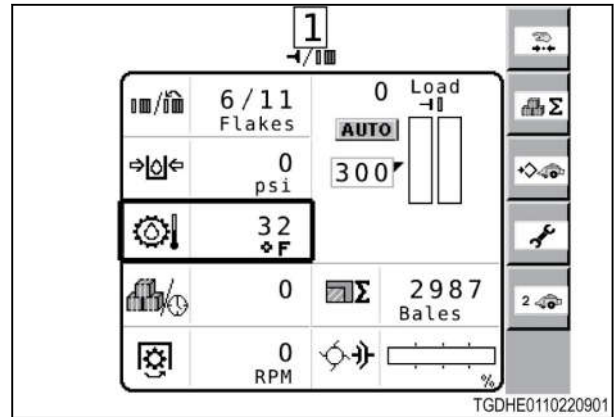 1
6/11
Flakes
0
psi
32
°F
0
0
RPM
0 Load
AUTO
300
Σ 2987
Bales
%
Σ
2
TGDHE0110220901